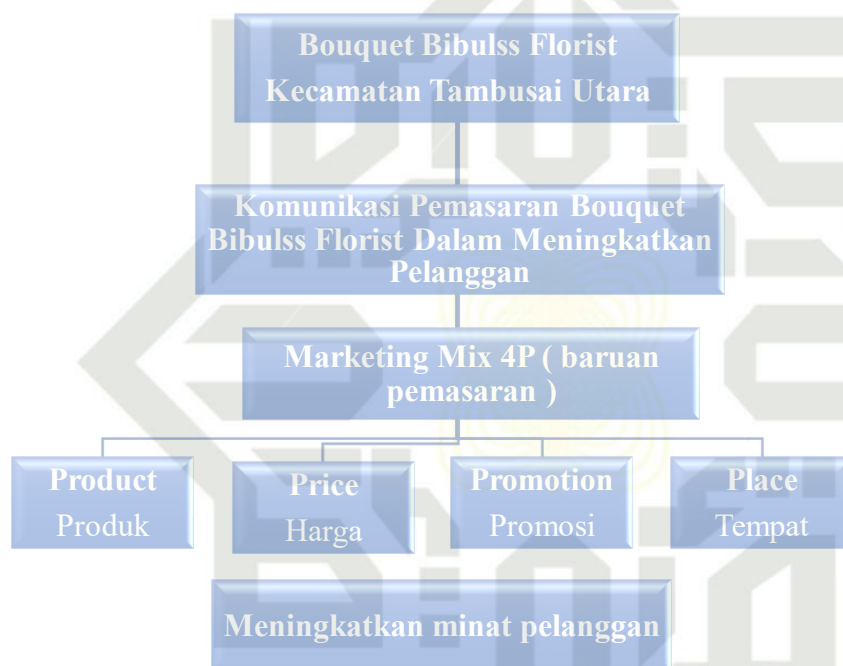 Bouquet Bibulss Florist
Kecamatan Tambusai Utara
Komunikasi Pemasaran Bouquet
Bibulss Florist Dalam Meningkatkan
Pelanggan
Marketing Mix 4P ( baruan
pemasaran )
Product
Produk
Price
Harga
Promotion
Promosi
Place
Tempat
Meningkatkan minat pelanggan